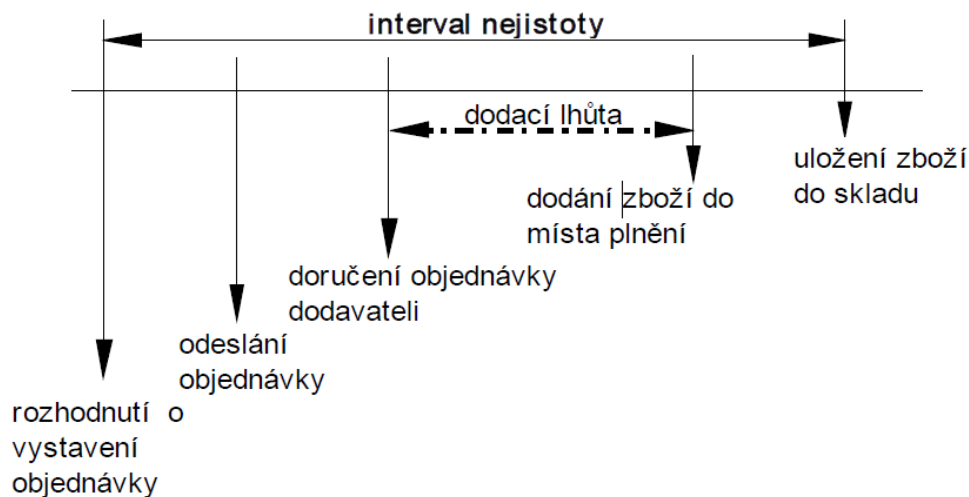 interval nejistoty
dodací lhůta
uložení zboží
do skladu
dodání zboží do
místa plnění
doručení objednávky
dodavateli
odeslání
objednávky
rozhodnutí o
vystavení
objednávky